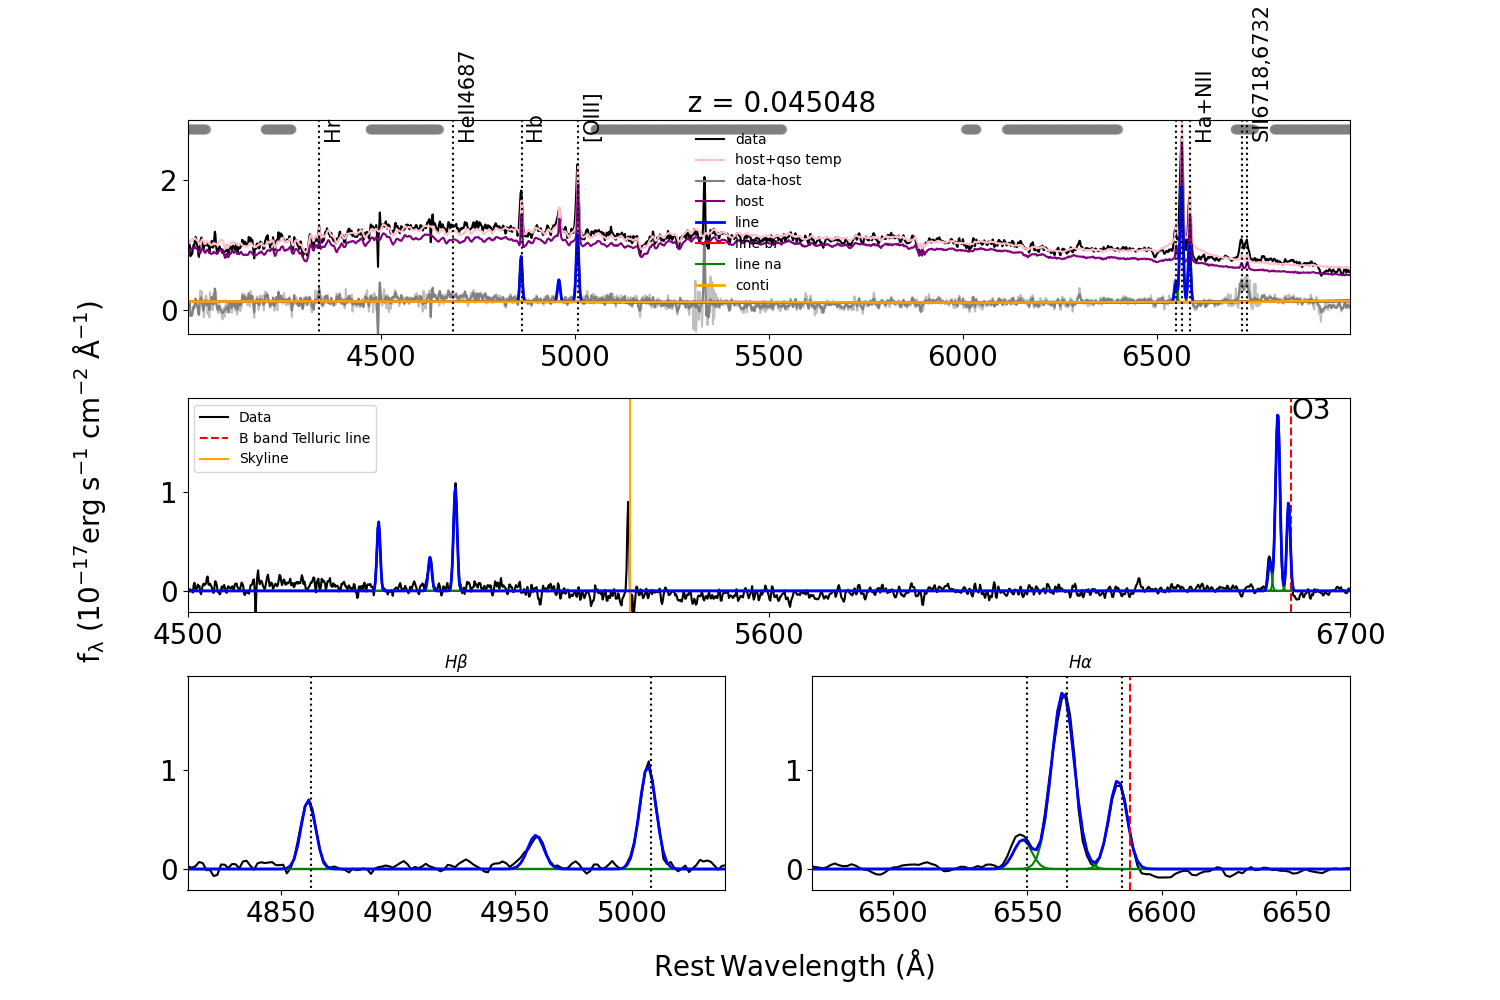 z = 0.045048
Hr
HeII4687
Hb
[OIII]
Ha+NII
SII6718,6732
data
host+qso temp
data-host
host
line
line br
line na
conti
2
0
4500
5000
5500
6000
6500
Data
B band Telluric line
Skyline
O3
1
0
4500
5600
6700
fλ (10−17erg s−1 cm−2 Å−1)
Hβ
1
0
4850
4900
4950
5000
Hα
1
0
6500
6550
6600
6650
Rest Wavelength (Å)